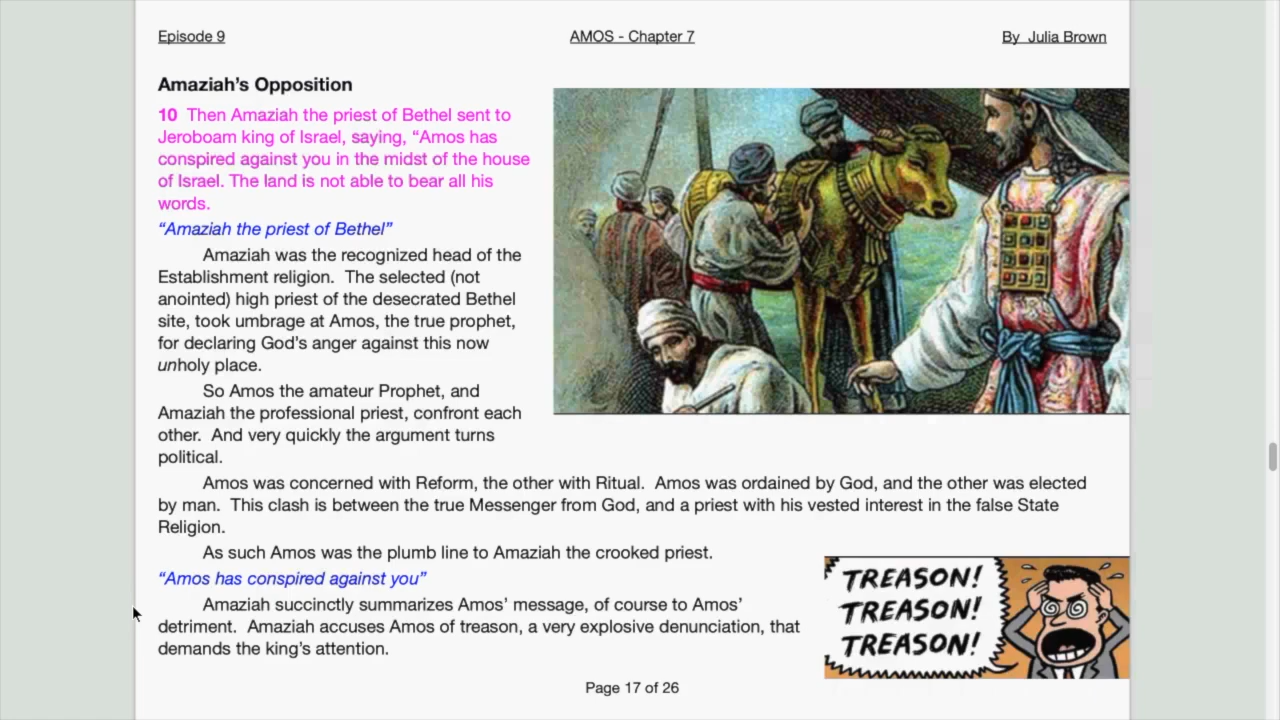 Episode 9
AMOS - Chapter 7
By  Julia Brown
Amaziah’s Opposition
10  Then Amaziah the priest of Bethel sent to
Jeroboam king of Israel, saying, “Amos has
conspired against you in the midst of the house
of Israel. The land is not able to bear all his
words.
“Amaziah the priest of Bethel”
Amaziah was the recognized head of the
Establishment religion.  The selected (not
anointed) high priest of the desecrated Bethel
site, took umbrage at Amos, the true prophet,
for declaring God's anger against this now
unholy place.
So Amos the amateur Prophet, and
Amaziah the professional priest, confront each
other.  And very quickly the argument turns
political.
Amos was concerned with Reform, the other with Ritual.  Amos was ordained by God, and the other was elected
by man.  This clash is between the true Messenger from God, and a priest with his vested interest in the false State
Religion.
As such Amos was the plumb line to Amaziah the crooked priest.
“Amos has conspired against you”
Amaziah succinctly summarizes Amos’ message, of course to Amos’
detriment.  Amaziah accuses Amos of treason, a very explosive denunciation, that
demands the king’s attention.
TREASON!
TREASON!
TREASON!
Page 17 of 26